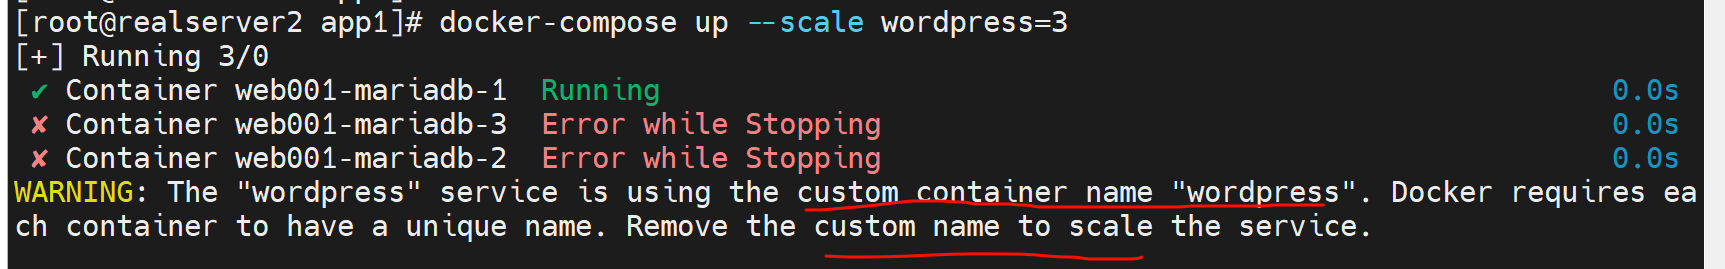 [root@realserver2 app1]# docker-compose up --scale wordpress=3
[+] Running 3/0
✔ Container web001-mariadb-1  Running 0.0s
✘ Container web001-mariadb-3  Error while Stopping 0.0s
✘ Container web001-mariadb-2  Error while Stopping 0.0s
WARNING: The "wordpress" service is using the custom container name "wordpress". Docker requires ea
ch container to have a unique name. Remove the custom name to scale the service.